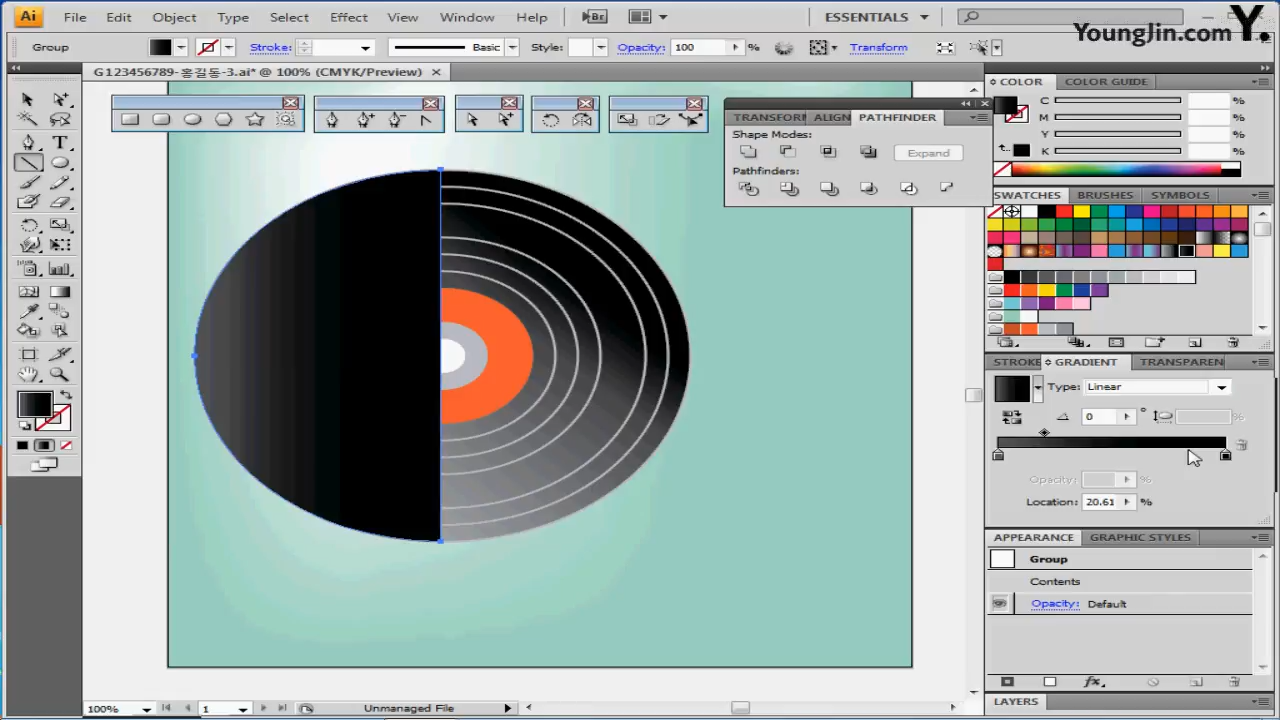 Ai File Edit Object Type Select Effect View Window Help Br ESSENTIALS
YoungJin.com Y.
Group Stroke: Basic Style: Opacity: 100 % Transform
G123456789-홍길동-3.ai* @ 100% (CMYK/Preview) ×
COLOR COLOR GUIDE
C %
M %
Y %
K %
TRANSFORM ALIGN PATHFINDER
Shape Modes:
Expand
Pathfinders:
SWATCHES BRUSHES SYMBOLS
STROKE GRADIENT TRANSPAREN
Type: Linear
0 ° %
Opacity: %
Location: 20.61 %
APPEARANCE GRAPHIC STYLES
Group
Contents
Opacity: Default
fx
LAYERS
100% 1 Unmanaged File